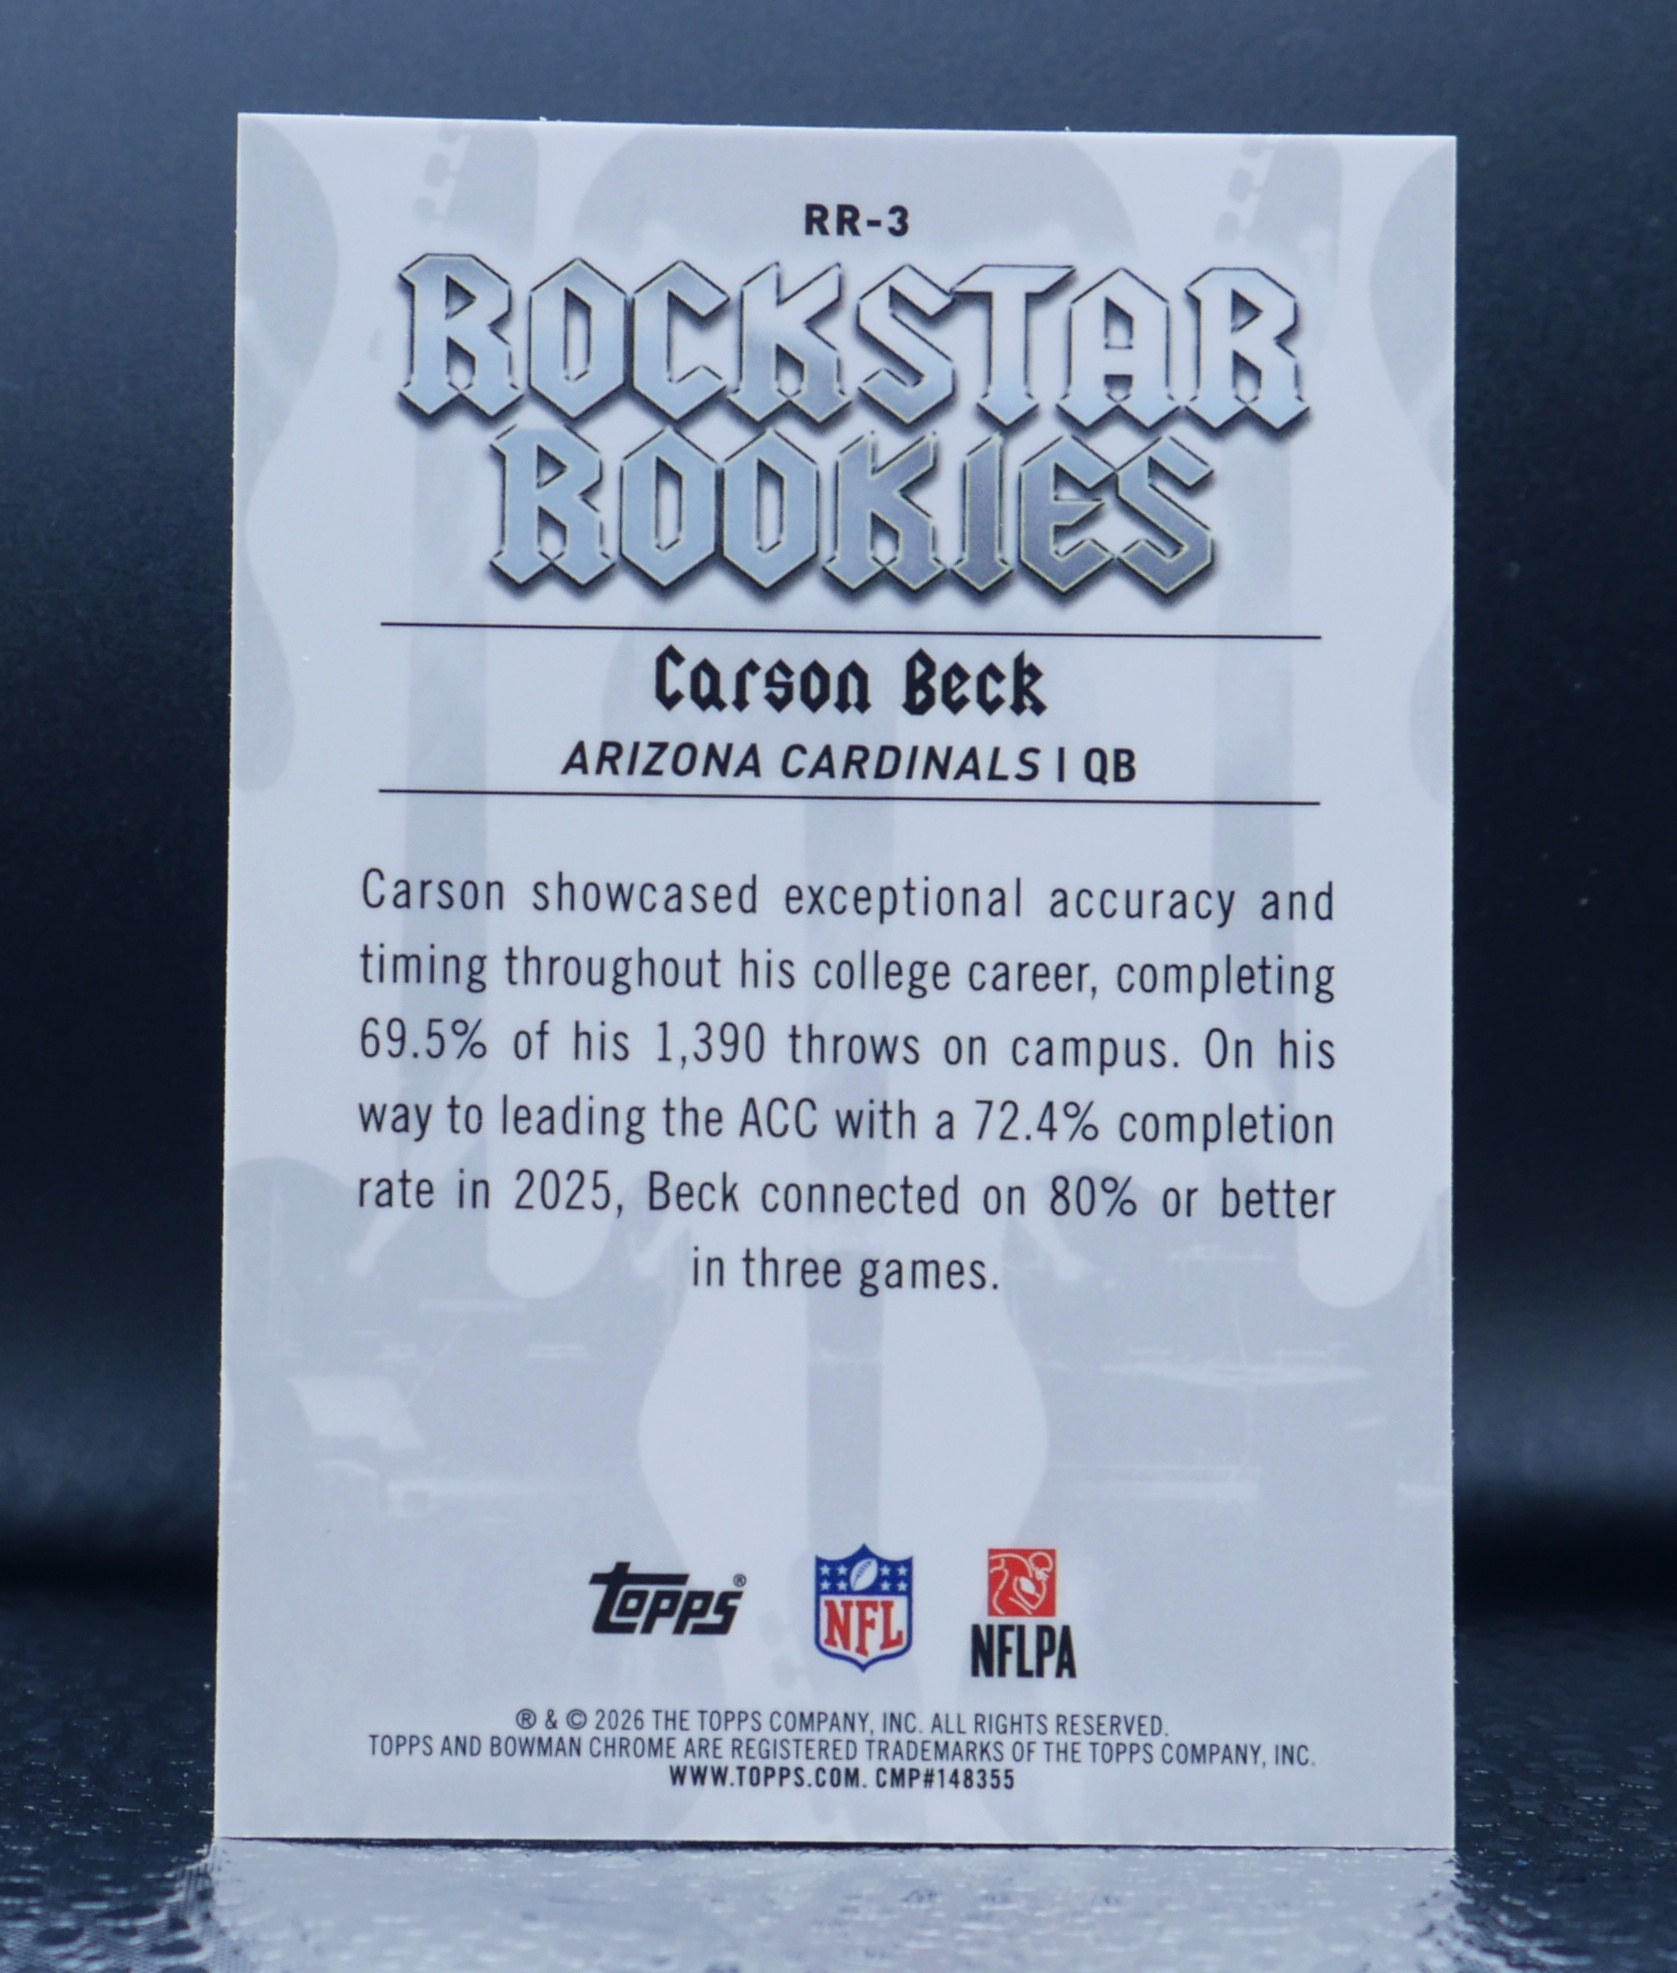 RR-3
ROCKSTAR
ROOKIES
Carson Beck
ARIZONA CARDINALS | QB
Carson showcased exceptional accuracy and
timing throughout his college career, completing
69.5% of his 1,390 throws on campus. On his
way to leading the ACC with a 72.4% completion
rate in 2025, Beck connected on 80% or better
in three games.
Topps® NFL NFLPA
® & © 2026 THE TOPPS COMPANY, INC. ALL RIGHTS RESERVED.
TOPPS AND BOWMAN CHROME ARE REGISTERED TRADEMARKS OF THE TOPPS COMPANY, INC.
WWW.TOPPS.COM. CMP#148355